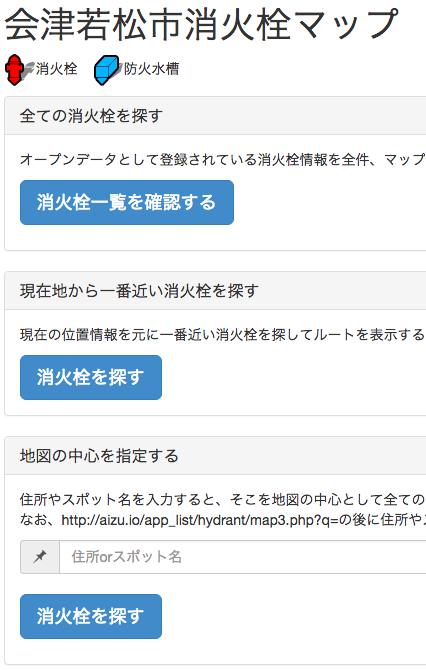 会津若松市消火栓マップ
消火栓 防火水槽
全ての消火栓を探す
オープンデータとして登録されている消火栓情報を全件、マップ
消火栓一覧を確認する
現在地から一番近い消火栓を探す
現在の位置情報を元に一番近い消火栓を探してルートを表示する
消火栓を探す
地図の中心を指定する
住所やスポット名を入力すると、そこを地図の中心として全ての
なお、http://aizu.io/app_list/hydrant/map3.php?q=の後に住所や
住所orスポット名
消火栓を探す